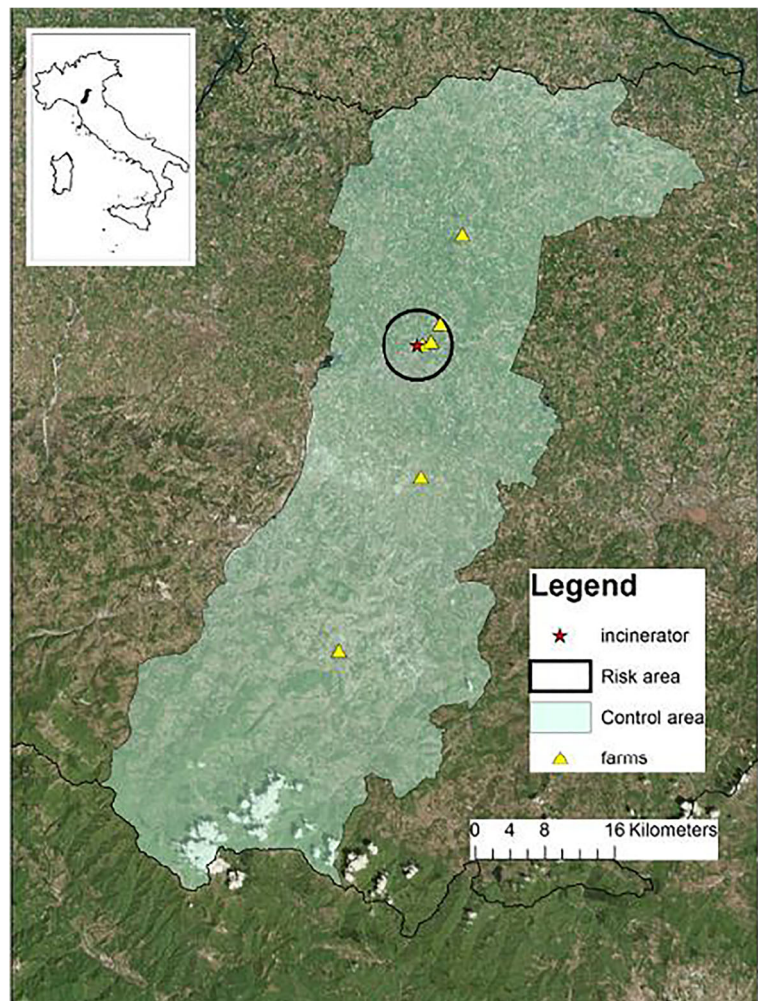 Legend
incinerator
Risk area
Control area
farms
0 4 8 16 Kilometers